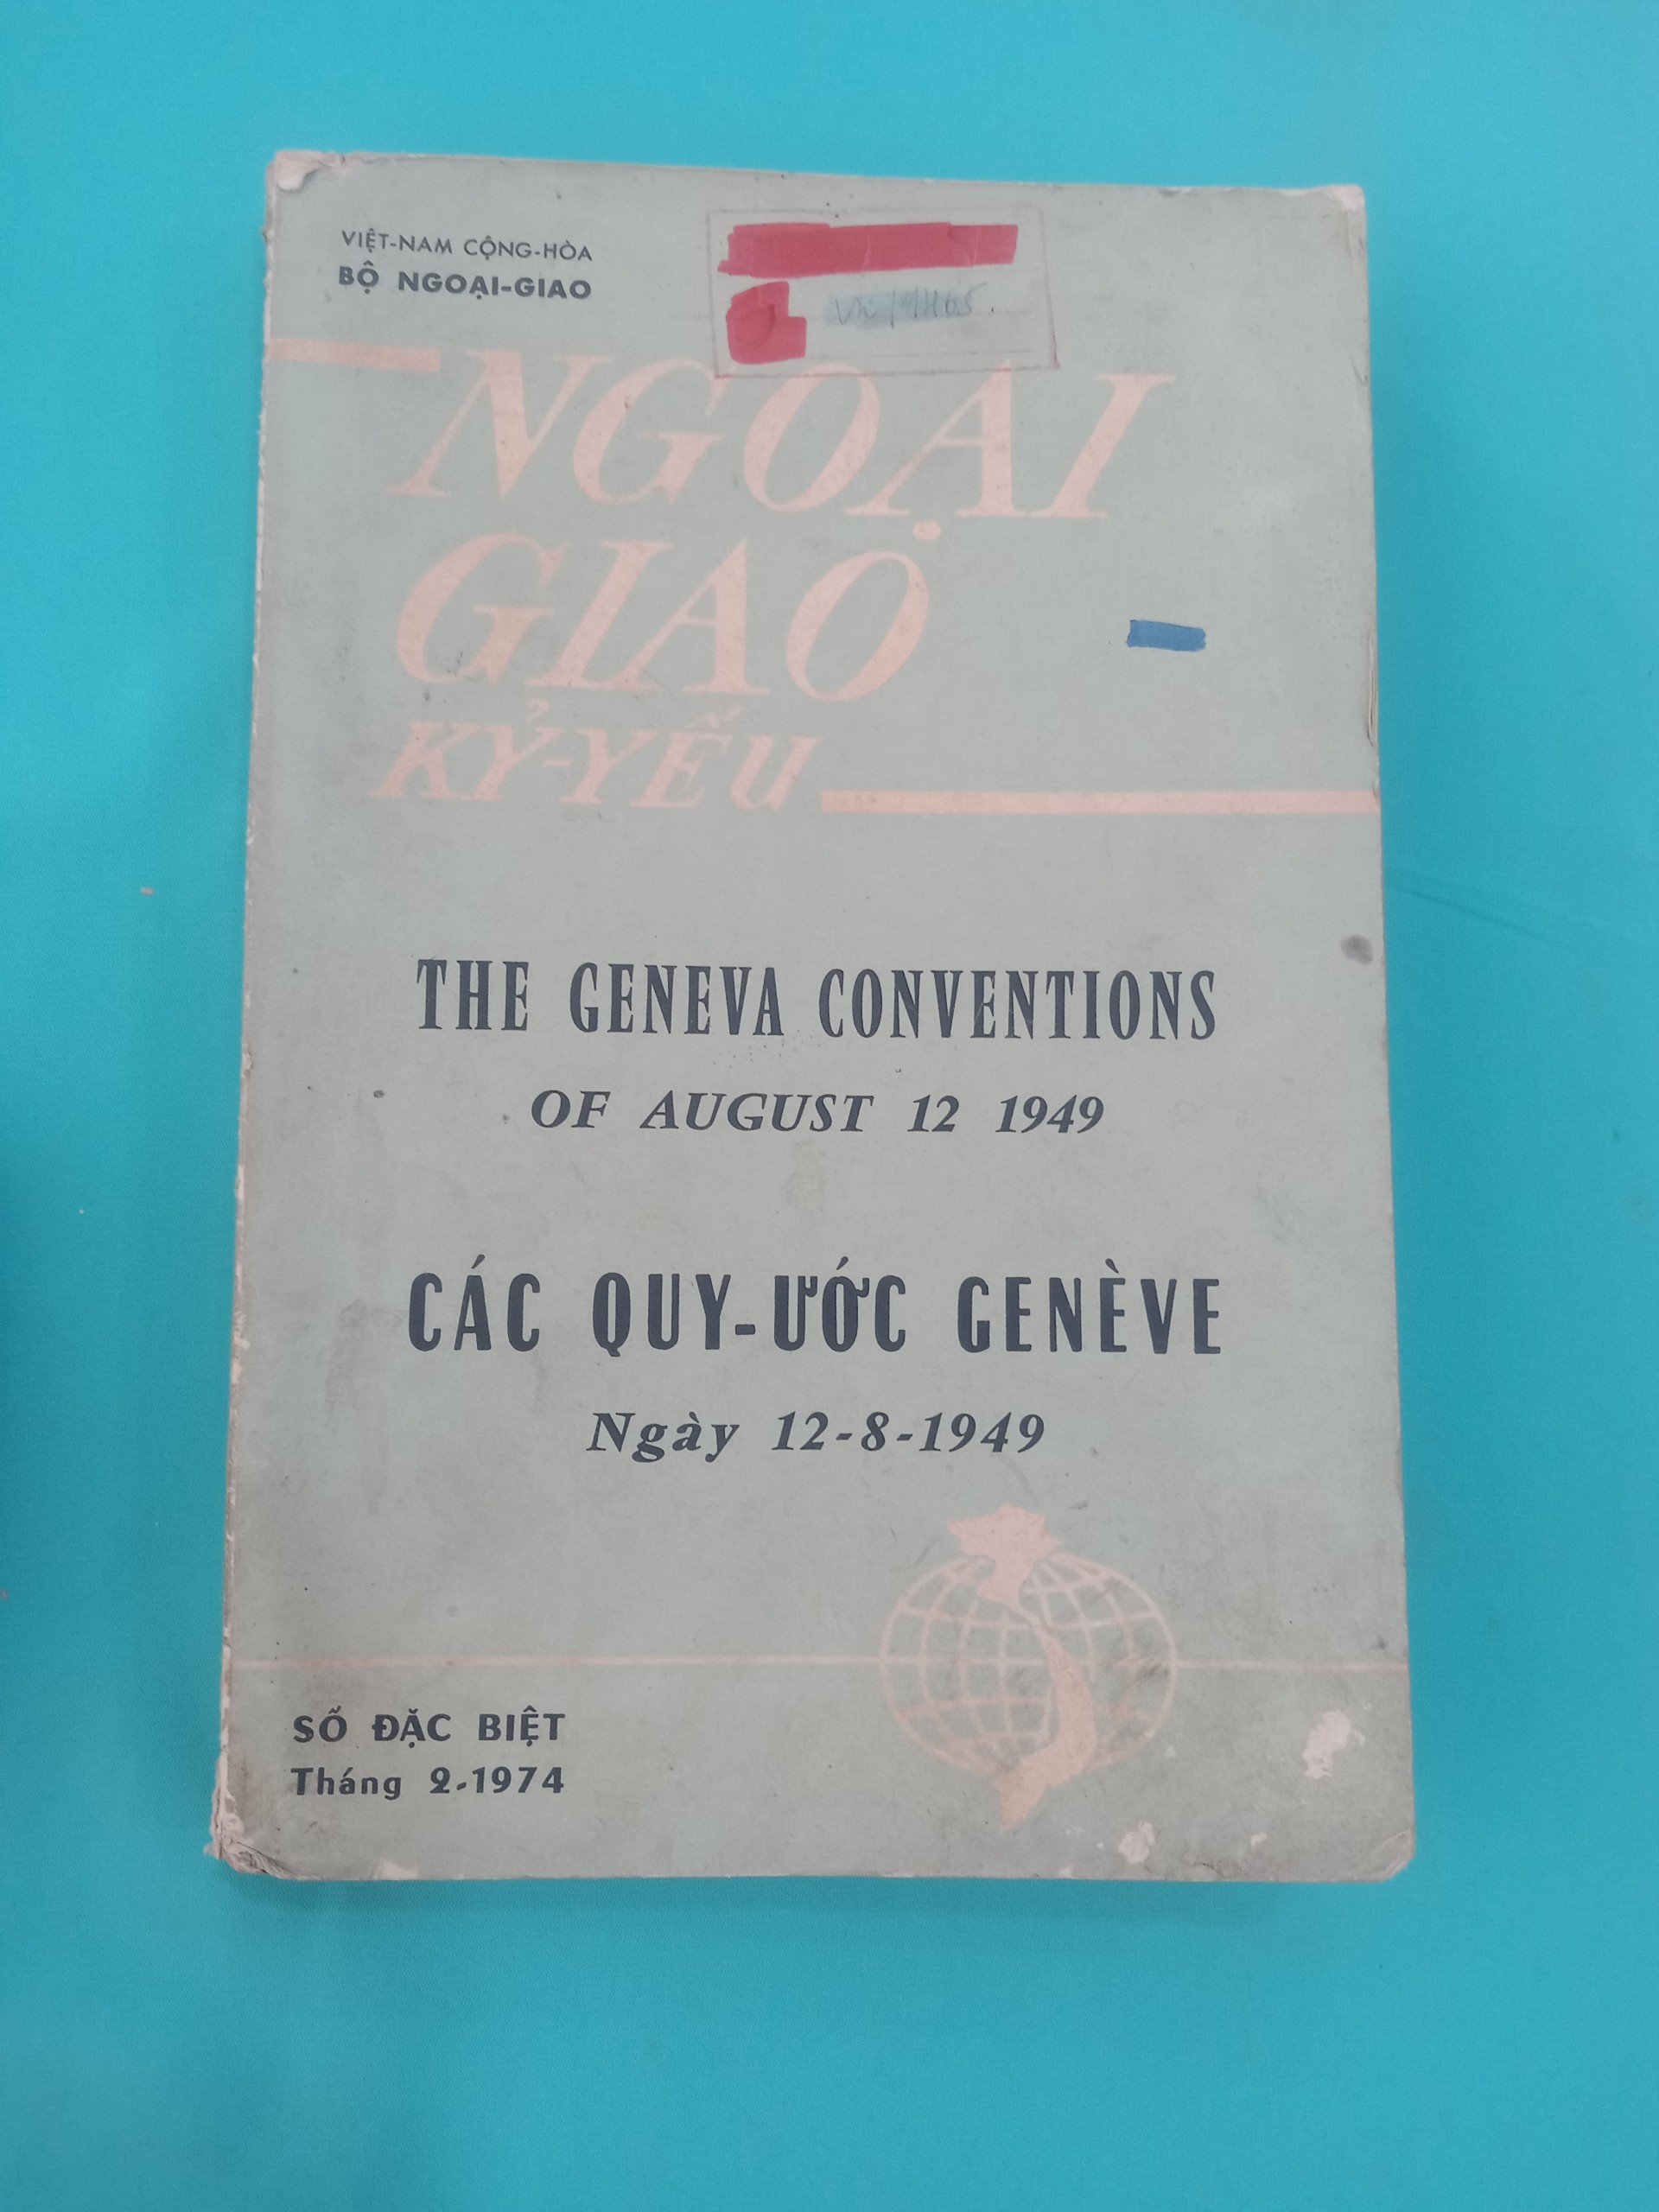 VIỆT-NAM CỘNG-HÒA
BỘ NGOẠI-GIAO
NGOẠI
GIAO
KỶ-YẾU
THE GENEVA CONVENTIONS
OF AUGUST 12 1949
CÁC QUY-ƯỚC GENÈVE
Ngày 12-8-1949
SỐ ĐẶC BIỆT
Tháng 2-1974